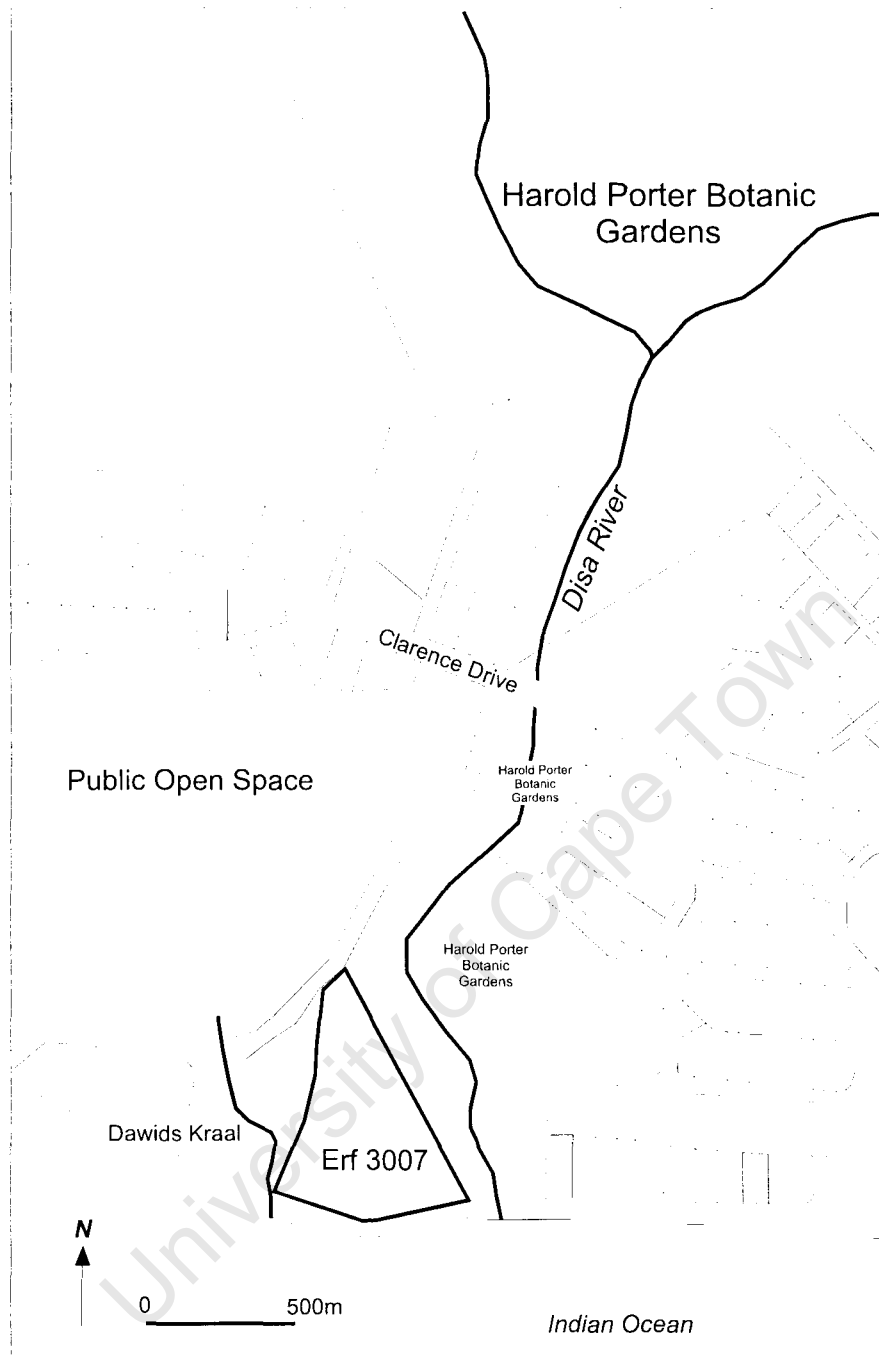 Harold Porter Botanic
Gardens
Disa River
Clarence Drive
Harold Porter
Botanic
Gardens
Public Open Space
Harold Porter
Botanic
Gardens
Dawids Kraal
Erf 3007
N
0 500m
Indian Ocean
University of Cape Town